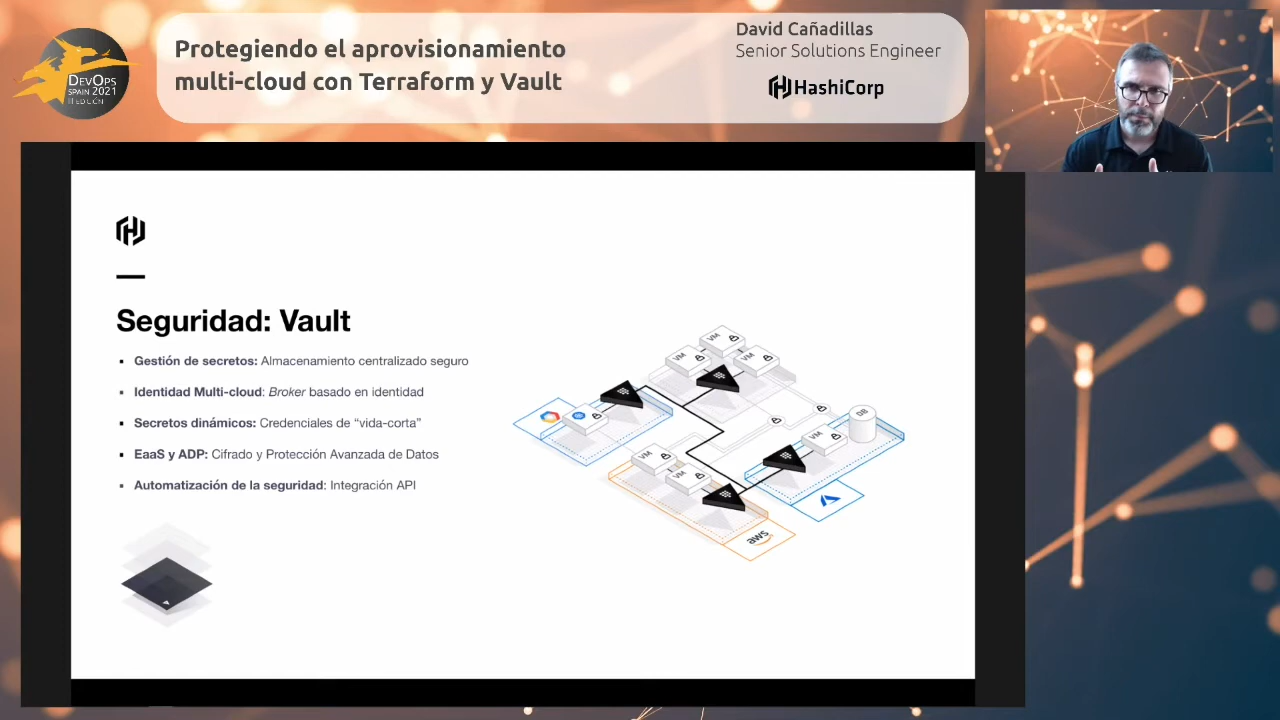 Protegiendo el aprovisionamiento
multi-cloud con Terraform y Vault
David Cañadillas
Senior Solutions Engineer
HashiCorp
DEVOPS
SPAIN 2021
III EDICIÓN
Seguridad: Vault
Gestión de secretos: Almacenamiento centralizado seguro
Identidad Multi-cloud: Broker basado en identidad
Secretos dinámicos: Credenciales de “vida-corta”
EaaS y ADP: Cifrado y Protección Avanzada de Datos
Automatización de la seguridad: Integración API
VM
VM
VM
DB
VM
VM
VM
aws